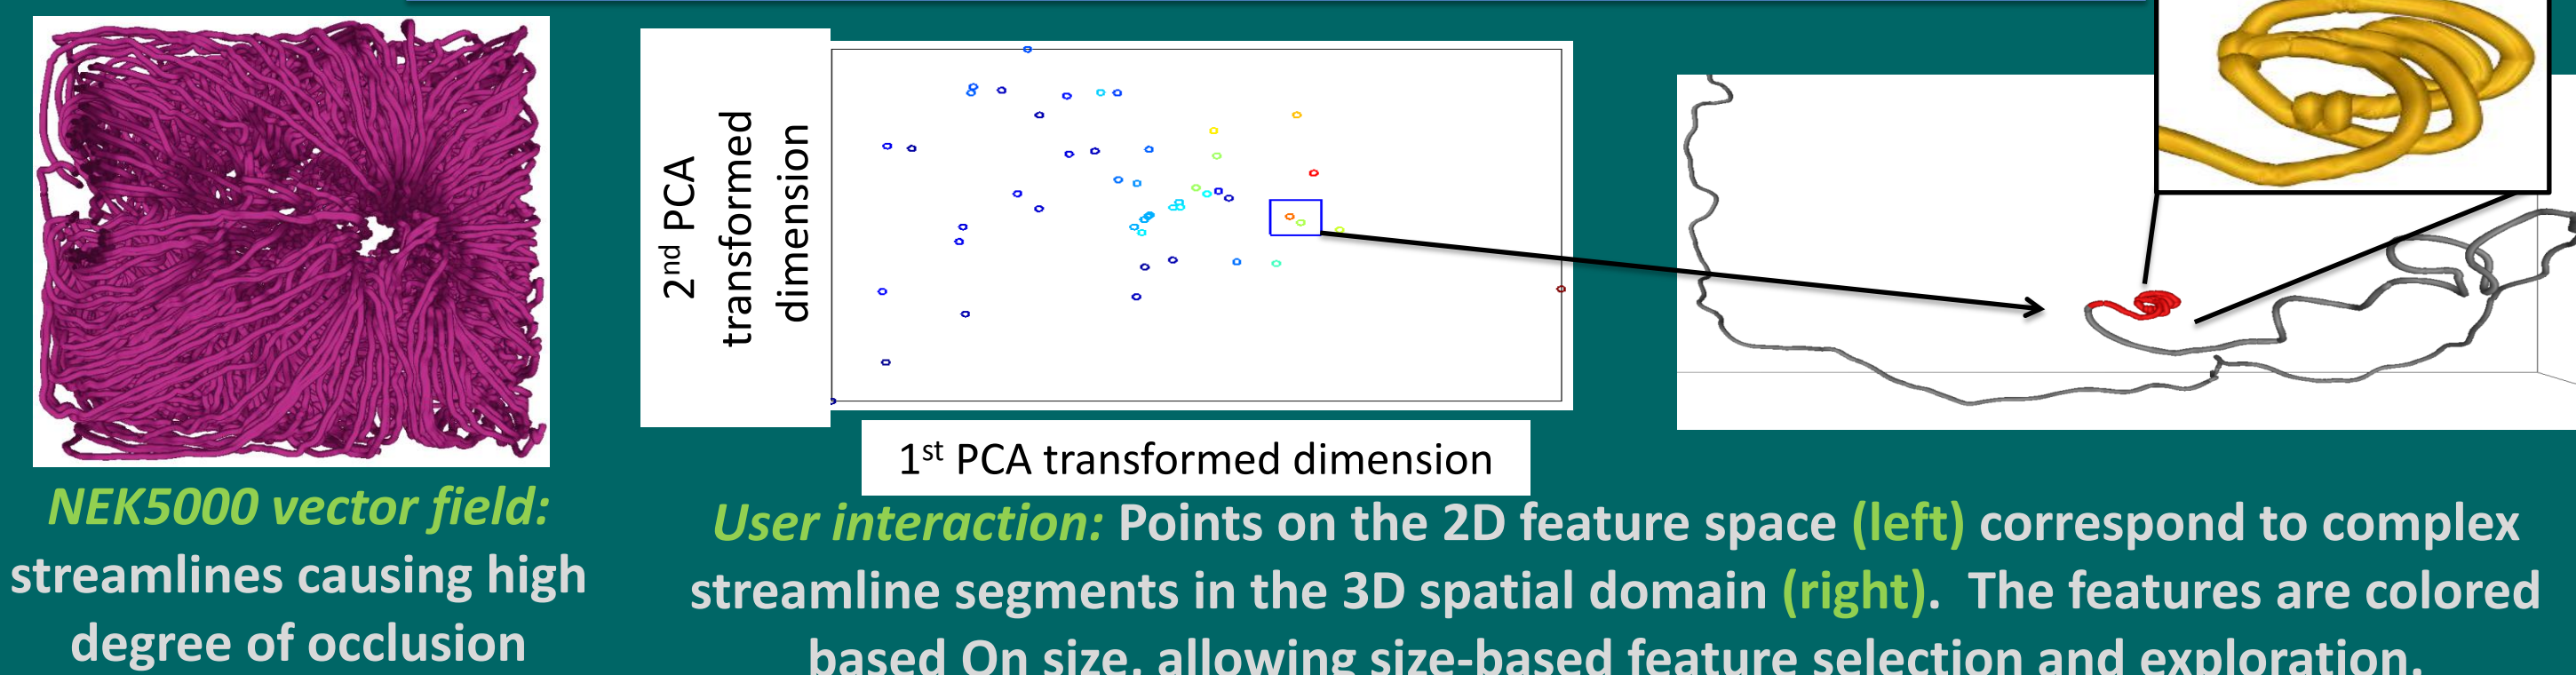 2nd PCA
transformed
dimension
1st PCA transformed dimension
NEK5000 vector field:
streamlines causing high
degree of occlusion
User interaction: Points on the 2D feature space (left) correspond to complex
streamline segments in the 3D spatial domain (right).  The features are colored
based On size, allowing size-based feature selection and exploration.